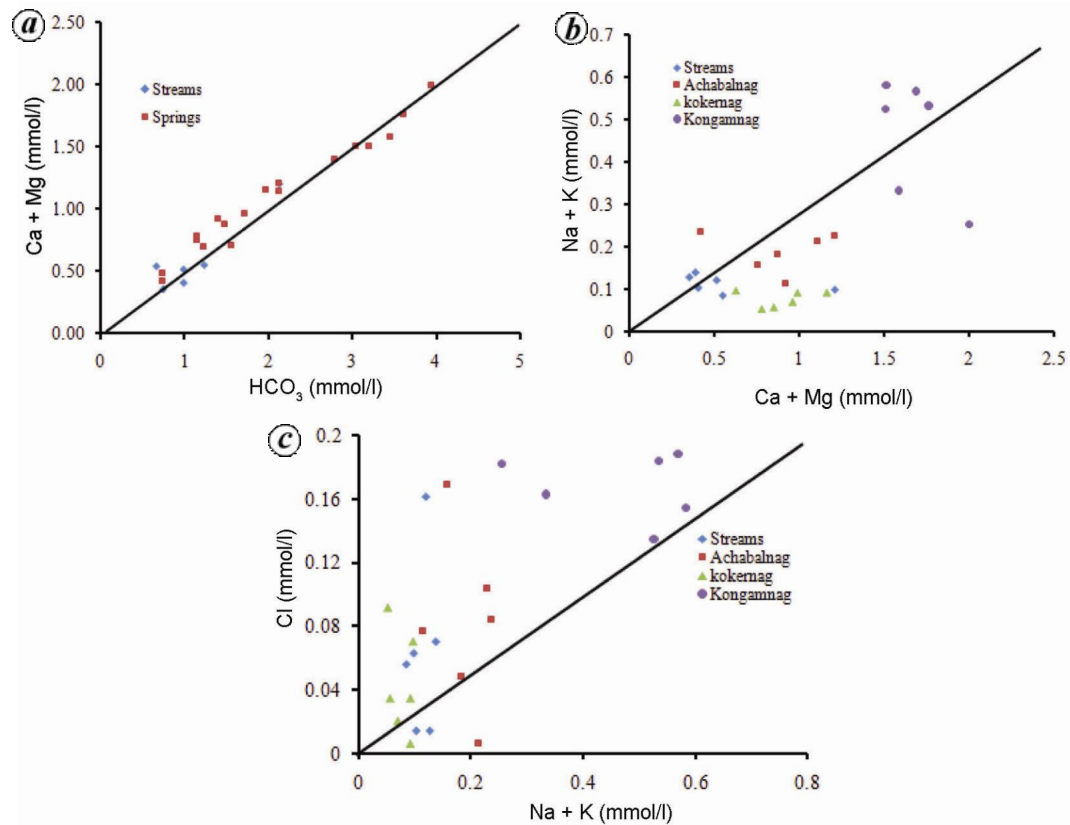 a
Ca + Mg (mmol/l)
2.50
2.00
1.50
1.00
0.50
0.00
Streams
Springs
0 1 2 3 4 5
HCO3 (mmol/l)
b
Na + K (mmol/l)
0.7
0.6
0.5
0.4
0.3
0.2
0.1
0
Streams
Achabalnag
kokernag
Kongamnag
0 0.5 1 1.5 2 2.5
Ca + Mg (mmol/l)
c
Cl (mmol/l)
0.2
0.16
0.12
0.08
0.04
0
Streams
Achabalnag
kokernag
Kongamnag
0 0.2 0.4 0.6 0.8
Na + K (mmol/l)